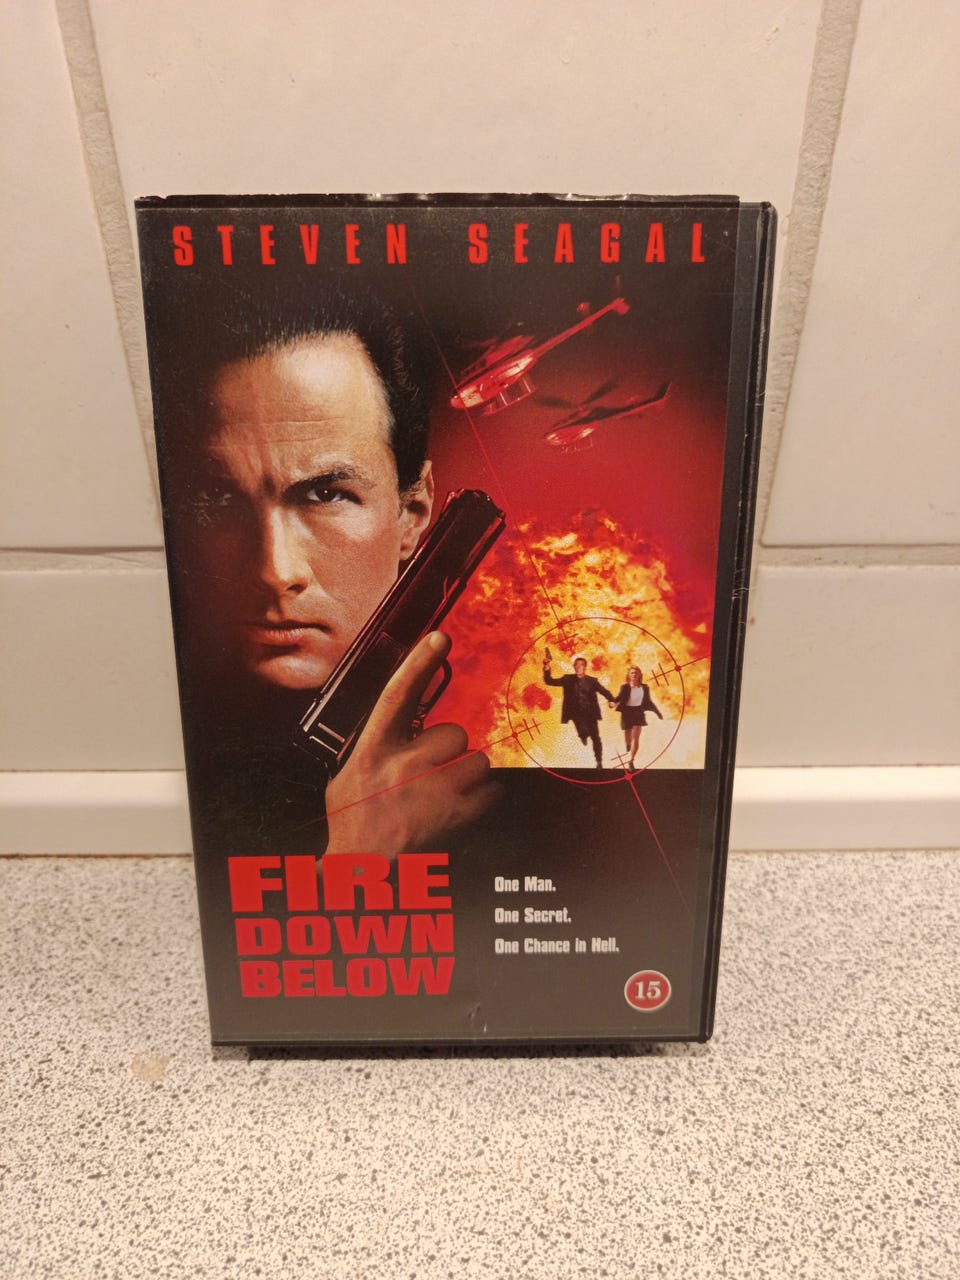 STEVEN SEAGAL
FIRE
DOWN
BELOW
One Man.
One Secret.
One Chance in Hell.
15